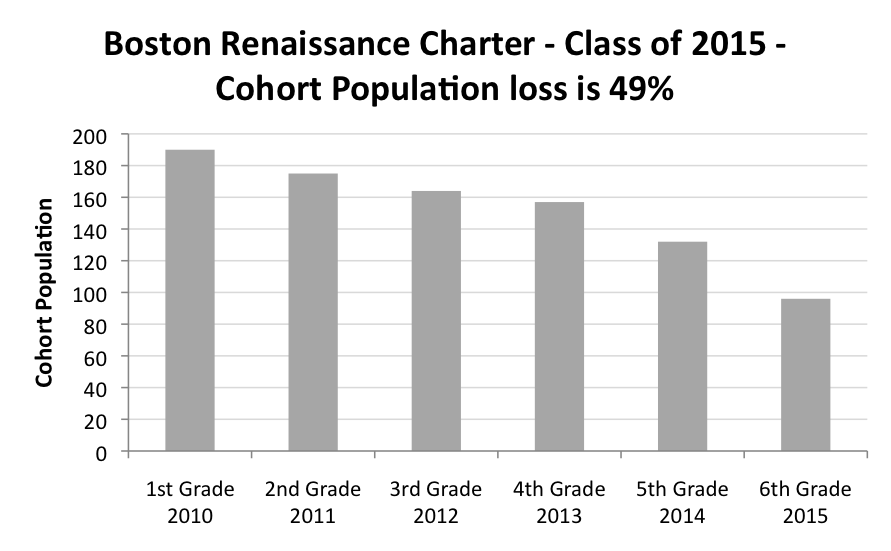 Boston Renaissance Charter - Class of 2015 -
Cohort Population loss is 49%
Cohort Population
200
180
160
140
120
100
80
60
40
20
0
1st Grade 2nd Grade 3rd Grade 4th Grade 5th Grade 6th Grade
2010 2011 2012 2013 2014 2015